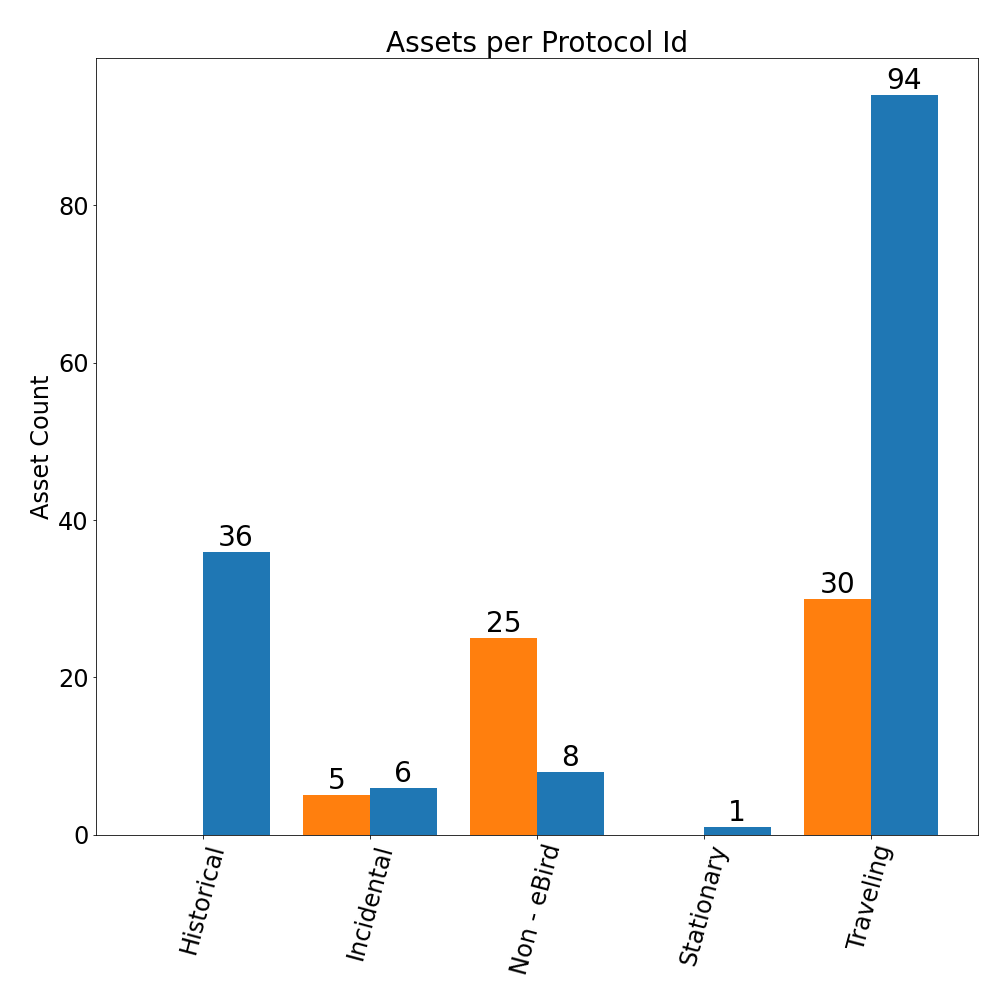 Assets per Protocol Id
Asset Count
80
60
40
20
0
36
5
6
25
8
1
30
94
Historical
Incidental
Non - eBird
Stationary
Traveling